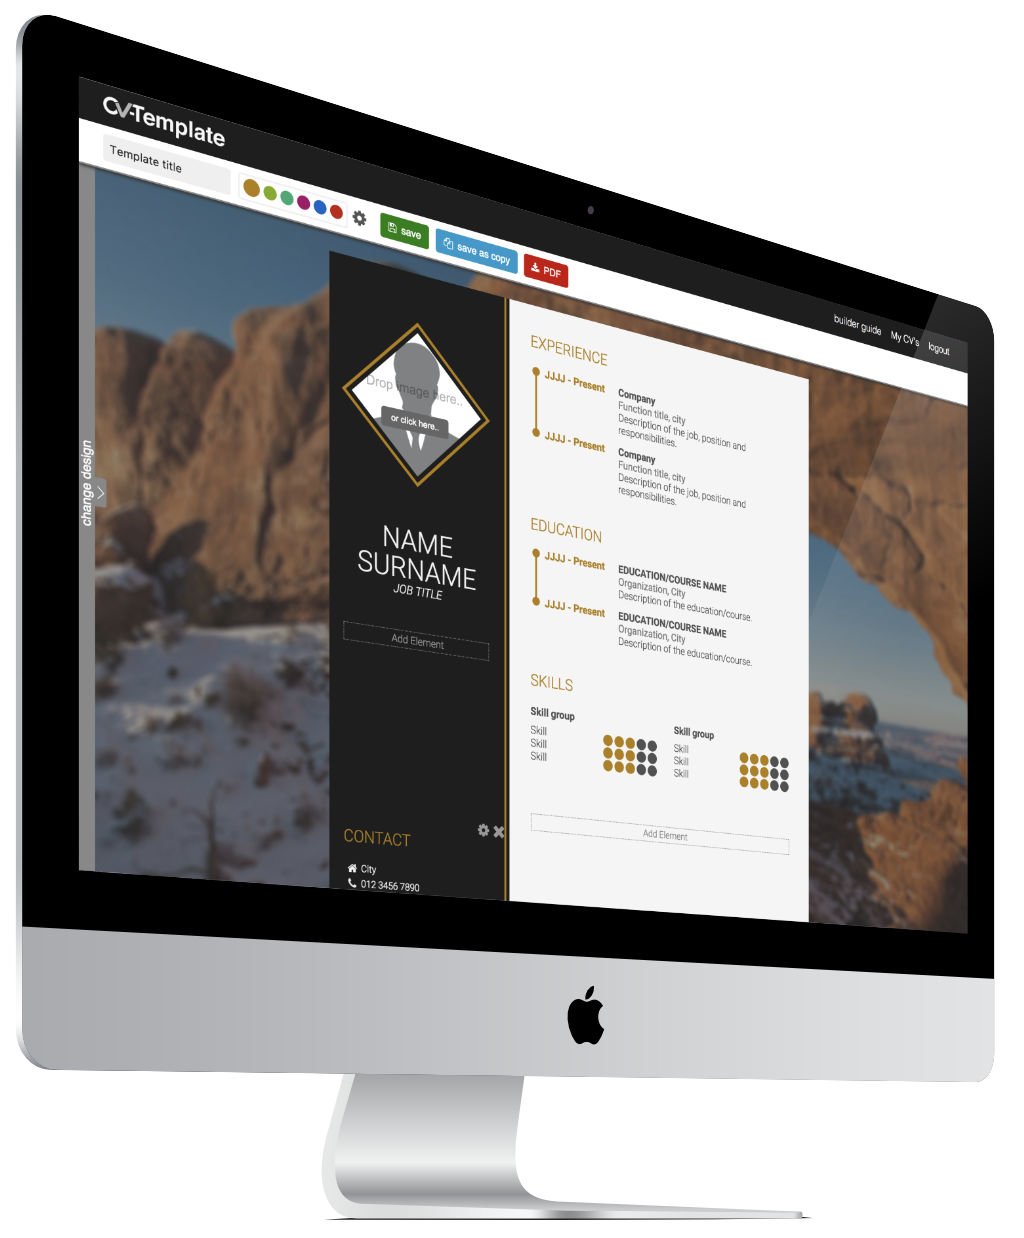 CV-Template
builder guide My CV's logout
Template title
save
save as copy
PDF
change design
Drop image here..
or click here..
NAME
SURNAME
JOB TITLE
Add Element
CONTACT
City
012 3456 7890
EXPERIENCE
JJJJ - Present
Company
Function title, city
Description of the job, position and
responsibilities.
JJJJ - Present
Company
Function title, city
Description of the job, position and
responsibilities.
EDUCATION
JJJJ - Present
EDUCATION/COURSE NAME
Organization, City
Description of the education/course.
JJJJ - Present
EDUCATION/COURSE NAME
Organization, City
Description of the education/course.
SKILLS
Skill group
Skill
Skill
Skill
Skill group
Skill
Skill
Skill
Add Element